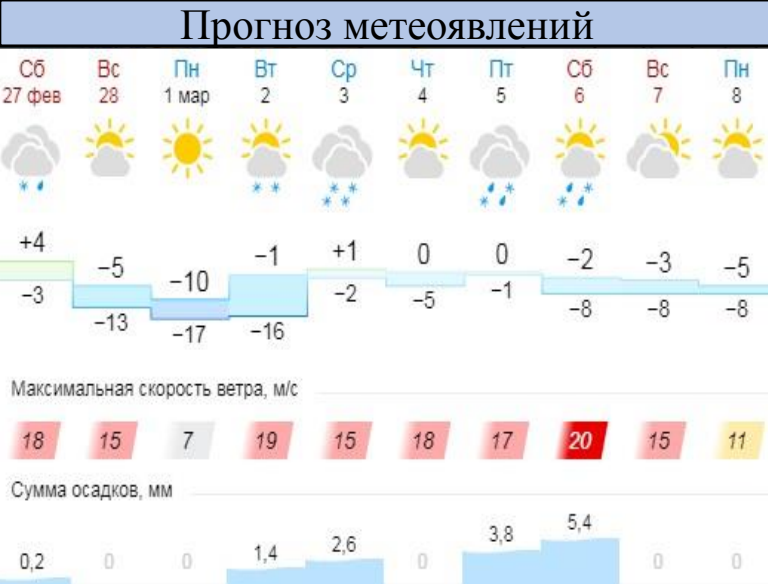 Прогноз метеоявлений
Сб Вс Пн Вт Ср Чт Пт Сб Вс Пн
27 фев 28 1 мар 2 3 4 5 6 7 8
+4 −5 −10 −1 +1 0 0 −2 −3 −5
−3 −13 −17 −16 −2 −5 −1 −8 −8 −8
Максимальная скорость ветра, м/с
18 15 7 19 15 18 17 20 15 11
Сумма осадков, мм
0,2 0 0 1,4 2,6 0 3,8 5,4 0 0